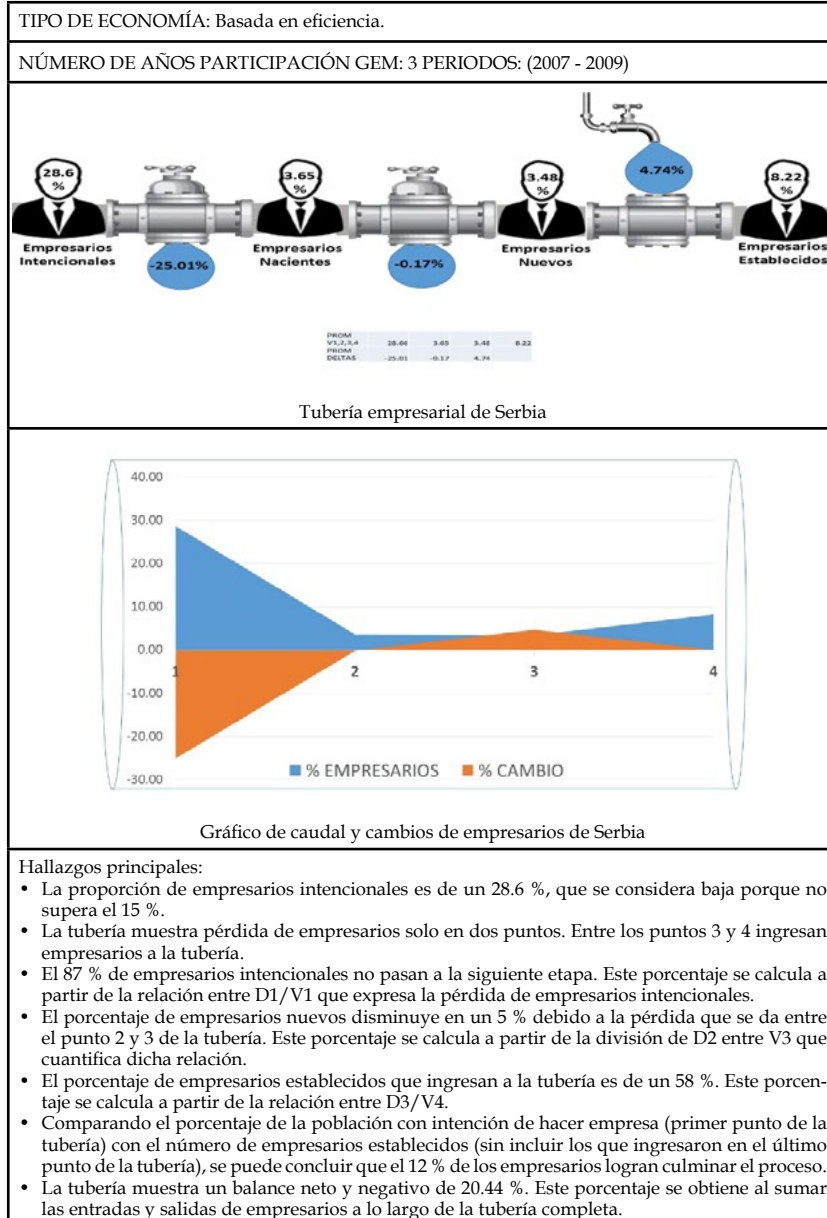 TIPO DE ECONOMÍA: Basada en eficiencia.
NÚMERO DE AÑOS PARTICIPACIÓN GEM: 3 PERIODOS: (2007 - 2009)
28.6
%
3.65
%
3.48
%
4.74%
8.22
%
Empresarios
Intencionales
-25.01%
Empresarios
Nacientes
-0.17%
Empresarios
Nuevos
Empresarios
Establecidos
PROM
V1,2,3,4 28.66 3.65 3.48 8.22
PROM
DELTAS -25.01 -0.17 4.74
Tubería empresarial de Serbia
40.00
30.00
20.00
10.00
0.00
1 2 3 4
-10.00
-20.00
-30.00
% EMPRESARIOS % CAMBIO
Gráfico de caudal y cambios de empresarios de Serbia
Hallazgos principales:
• La proporción de empresarios intencionales es de un 28.6 %, que se considera baja porque no
supera el 15 %.
• La tubería muestra pérdida de empresarios solo en dos puntos. Entre los puntos 3 y 4 ingresan
empresarios a la tubería.
• El 87 % de empresarios intencionales no pasan a la siguiente etapa. Este porcentaje se calcula a
partir de la relación entre D1/V1 que expresa la pérdida de empresarios intencionales.
• El porcentaje de empresarios nuevos disminuye en un 5 % debido a la pérdida que se da entre
el punto 2 y 3 de la tubería. Este porcentaje se calcula a partir de la división de D2 entre V3 que
cuantifica dicha relación.
• El porcentaje de empresarios establecidos que ingresan a la tubería es de un 58 %. Este porcen-
taje se calcula a partir de la relación entre D3/V4.
• Comparando el porcentaje de la población con intención de hacer empresa (primer punto de la
tubería) con el número de empresarios establecidos (sin incluir los que ingresaron en el último
punto de la tubería), se puede concluir que el 12 % de los empresarios logran culminar el proceso.
• La tubería muestra un balance neto y negativo de 20.44 %. Este porcentaje se obtiene al sumar
las entradas y salidas de empresarios a lo largo de la tubería completa.